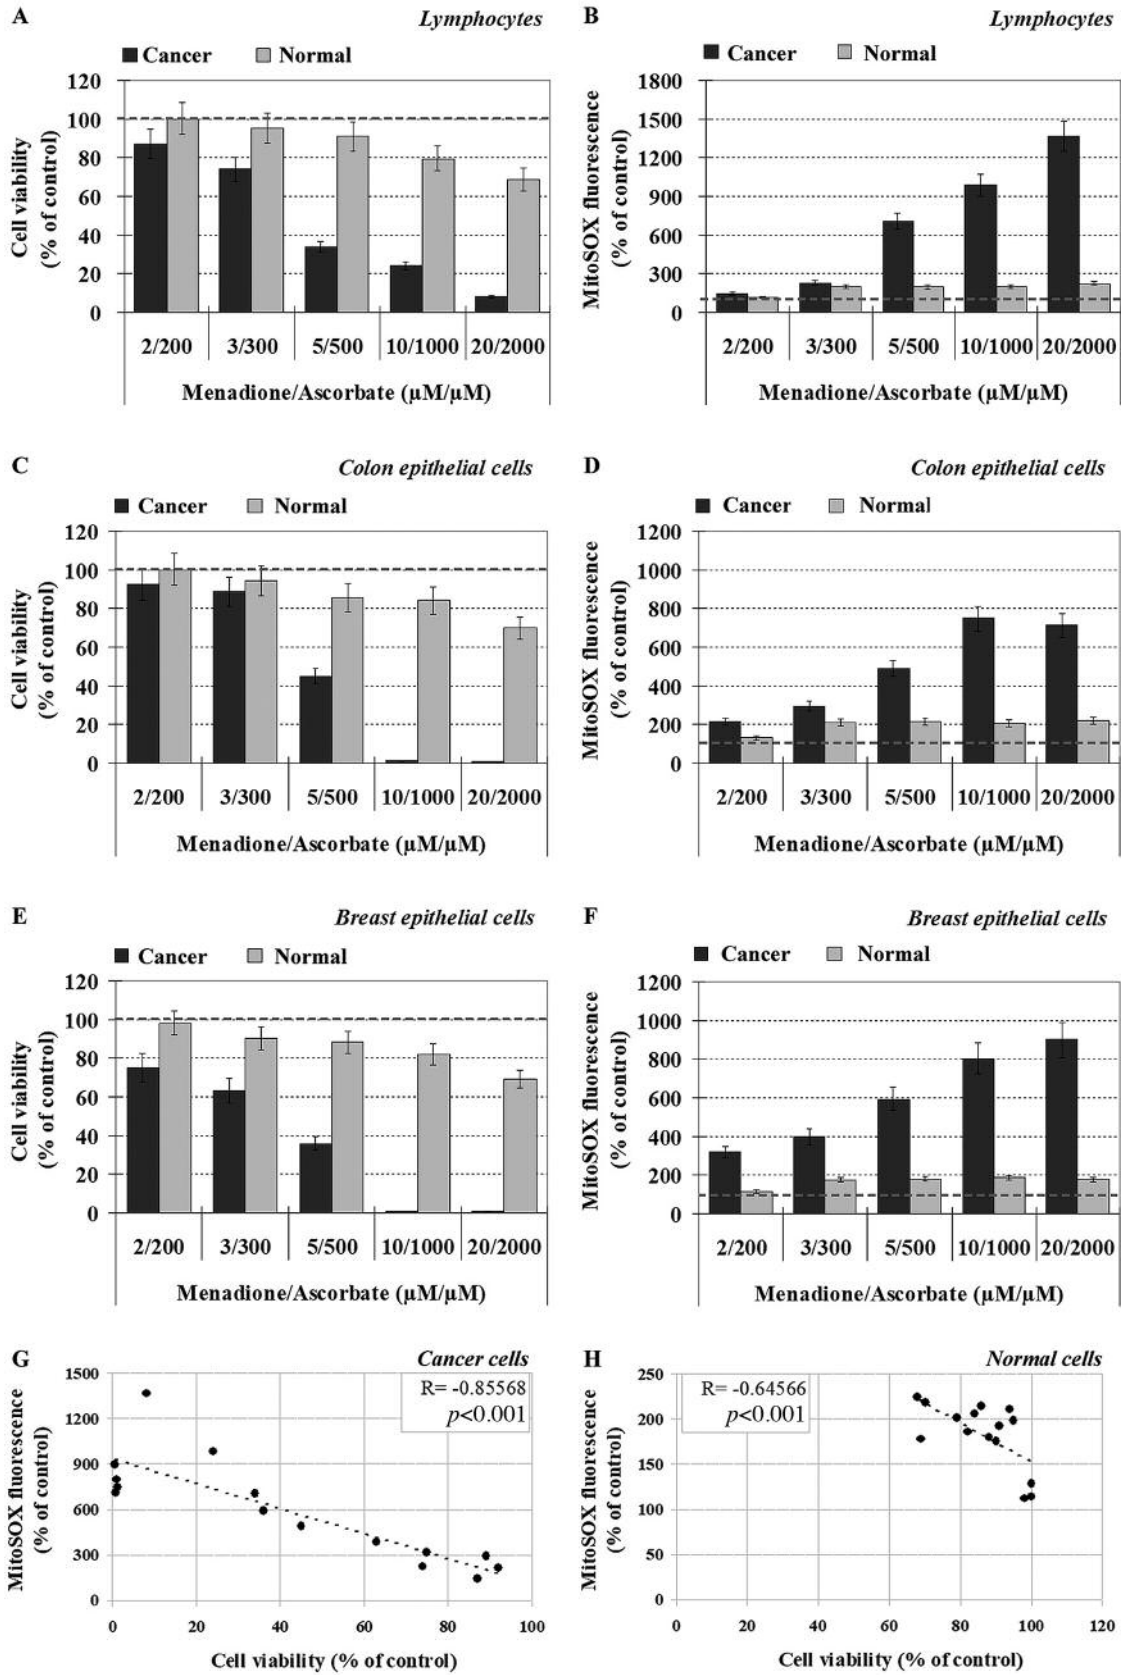 A
Lymphocytes
Cancer Normal
120
100
80
60
40
20
0
Cell viability
(% of control)
2/200 3/300 5/500 10/1000 20/2000
Menadione/Ascorbate (µM/µM)
B
Lymphocytes
Cancer Normal
1800
1500
1200
900
600
300
0
MitoSOX fluorescence
(% of control)
2/200 3/300 5/500 10/1000 20/2000
Menadione/Ascorbate (µM/µM)
C
Colon epithelial cells
Cancer Normal
120
100
80
60
40
20
0
Cell viability
(% of control)
2/200 3/300 5/500 10/1000 20/2000
Menadione/Ascorbate (µM/µM)
D
Colon epithelial cells
Cancer Normal
1200
1000
800
600
400
200
0
MitoSOX fluorescence
(% of control)
2/200 3/300 5/500 10/1000 20/2000
Menadione/Ascorbate (µM/µM)
E
Breast epithelial cells
Cancer Normal
120
100
80
60
40
20
0
Cell viability
(% of control)
2/200 3/300 5/500 10/1000 20/2000
Menadione/Ascorbate (µM/µM)
F
Breast epithelial cells
Cancer Normal
1200
1000
800
600
400
200
0
MitoSOX fluorescence
(% of control)
2/200 3/300 5/500 10/1000 20/2000
Menadione/Ascorbate (µM/µM)
G
Cancer cells
R= -0.85568
p<0.001
1500
1200
900
600
300
0
MitoSOX fluorescence
(% of control)
0 20 40 60 80 100
Cell viability (% of control)
H
Normal cells
R= -0.64566
p<0.001
250
200
150
100
50
0
MitoSOX fluorescence
(% of control)
0 20 40 60 80 100 120
Cell viability (% of control)